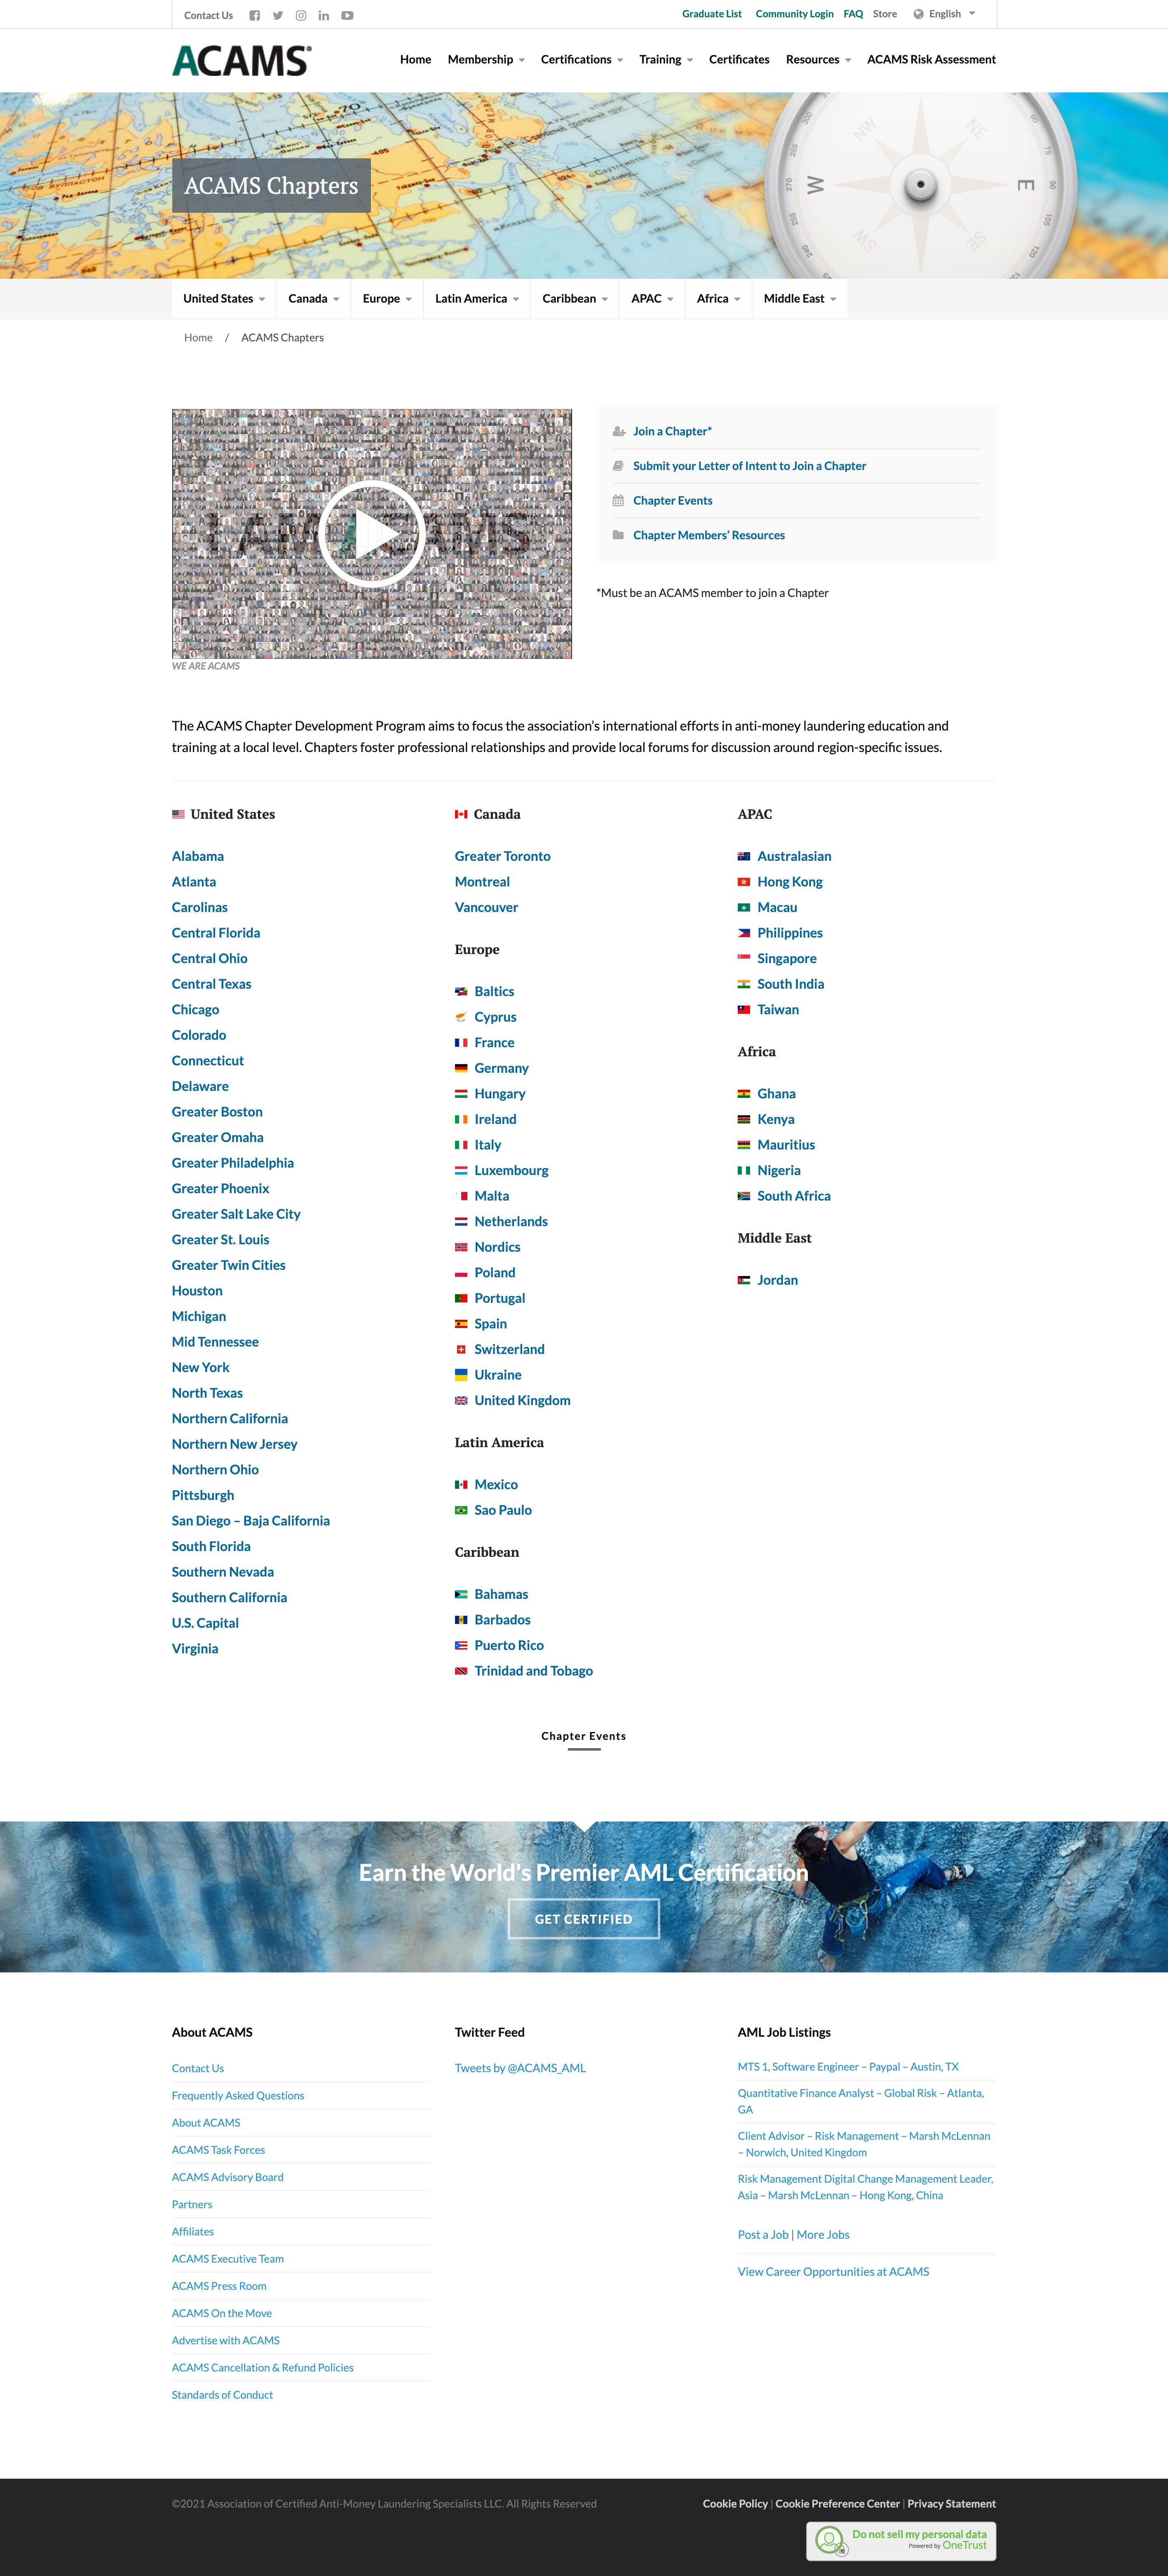 Contact Us
Graduate List Community Login FAQ Store English
ACAMS®
Home Membership Certifications Training Certificates Resources ACAMS Risk Assessment
ACAMS Chapters
W
E
NW
NE
United States Canada Europe Latin America Caribbean APAC Africa Middle East
Home / ACAMS Chapters
Join a Chapter*
Submit your Letter of Intent to Join a Chapter
Chapter Events
Chapter Members' Resources
*Must be an ACAMS member to join a Chapter
WE ARE ACAMS
The ACAMS Chapter Development Program aims to focus the association's international efforts in anti-money laundering education and
training at a local level. Chapters foster professional relationships and provide local forums for discussion around region-specific issues.
United States
Alabama
Atlanta
Carolinas
Central Florida
Central Ohio
Central Texas
Chicago
Colorado
Connecticut
Delaware
Greater Boston
Greater Omaha
Greater Philadelphia
Greater Phoenix
Greater Salt Lake City
Greater St. Louis
Greater Twin Cities
Houston
Michigan
Mid Tennessee
New York
North Texas
Northern California
Northern New Jersey
Northern Ohio
Pittsburgh
San Diego – Baja California
South Florida
Southern Nevada
Southern California
U.S. Capital
Virginia
Canada
Greater Toronto
Montreal
Vancouver
Europe
Baltics
Cyprus
France
Germany
Hungary
Ireland
Italy
Luxembourg
Malta
Netherlands
Nordics
Poland
Portugal
Spain
Switzerland
Ukraine
United Kingdom
Latin America
Mexico
Sao Paulo
Caribbean
Bahamas
Barbados
Puerto Rico
Trinidad and Tobago
APAC
Australasian
Hong Kong
Macau
Philippines
Singapore
South India
Taiwan
Africa
Ghana
Kenya
Mauritius
Nigeria
South Africa
Middle East
Jordan
Chapter Events
Earn the World's Premier AML Certification
GET CERTIFIED
About ACAMS
Contact Us
Frequently Asked Questions
About ACAMS
ACAMS Task Forces
ACAMS Advisory Board
Partners
Affiliates
ACAMS Executive Team
ACAMS Press Room
ACAMS On the Move
Advertise with ACAMS
ACAMS Cancellation & Refund Policies
Standards of Conduct
Twitter Feed
Tweets by @ACAMS_AML
AML Job Listings
MTS 1, Software Engineer – Paypal – Austin, TX
Quantitative Finance Analyst – Global Risk – Atlanta,
GA
Client Advisor – Risk Management – Marsh McLennan
– Norwich, United Kingdom
Risk Management Digital Change Management Leader,
Asia – Marsh McLennan – Hong Kong, China
Post a Job | More Jobs
View Career Opportunities at ACAMS
©2021 Association of Certified Anti-Money Laundering Specialists LLC. All Rights Reserved
Cookie Policy | Cookie Preference Center | Privacy Statement
Do not sell my personal data
Powered by OneTrust